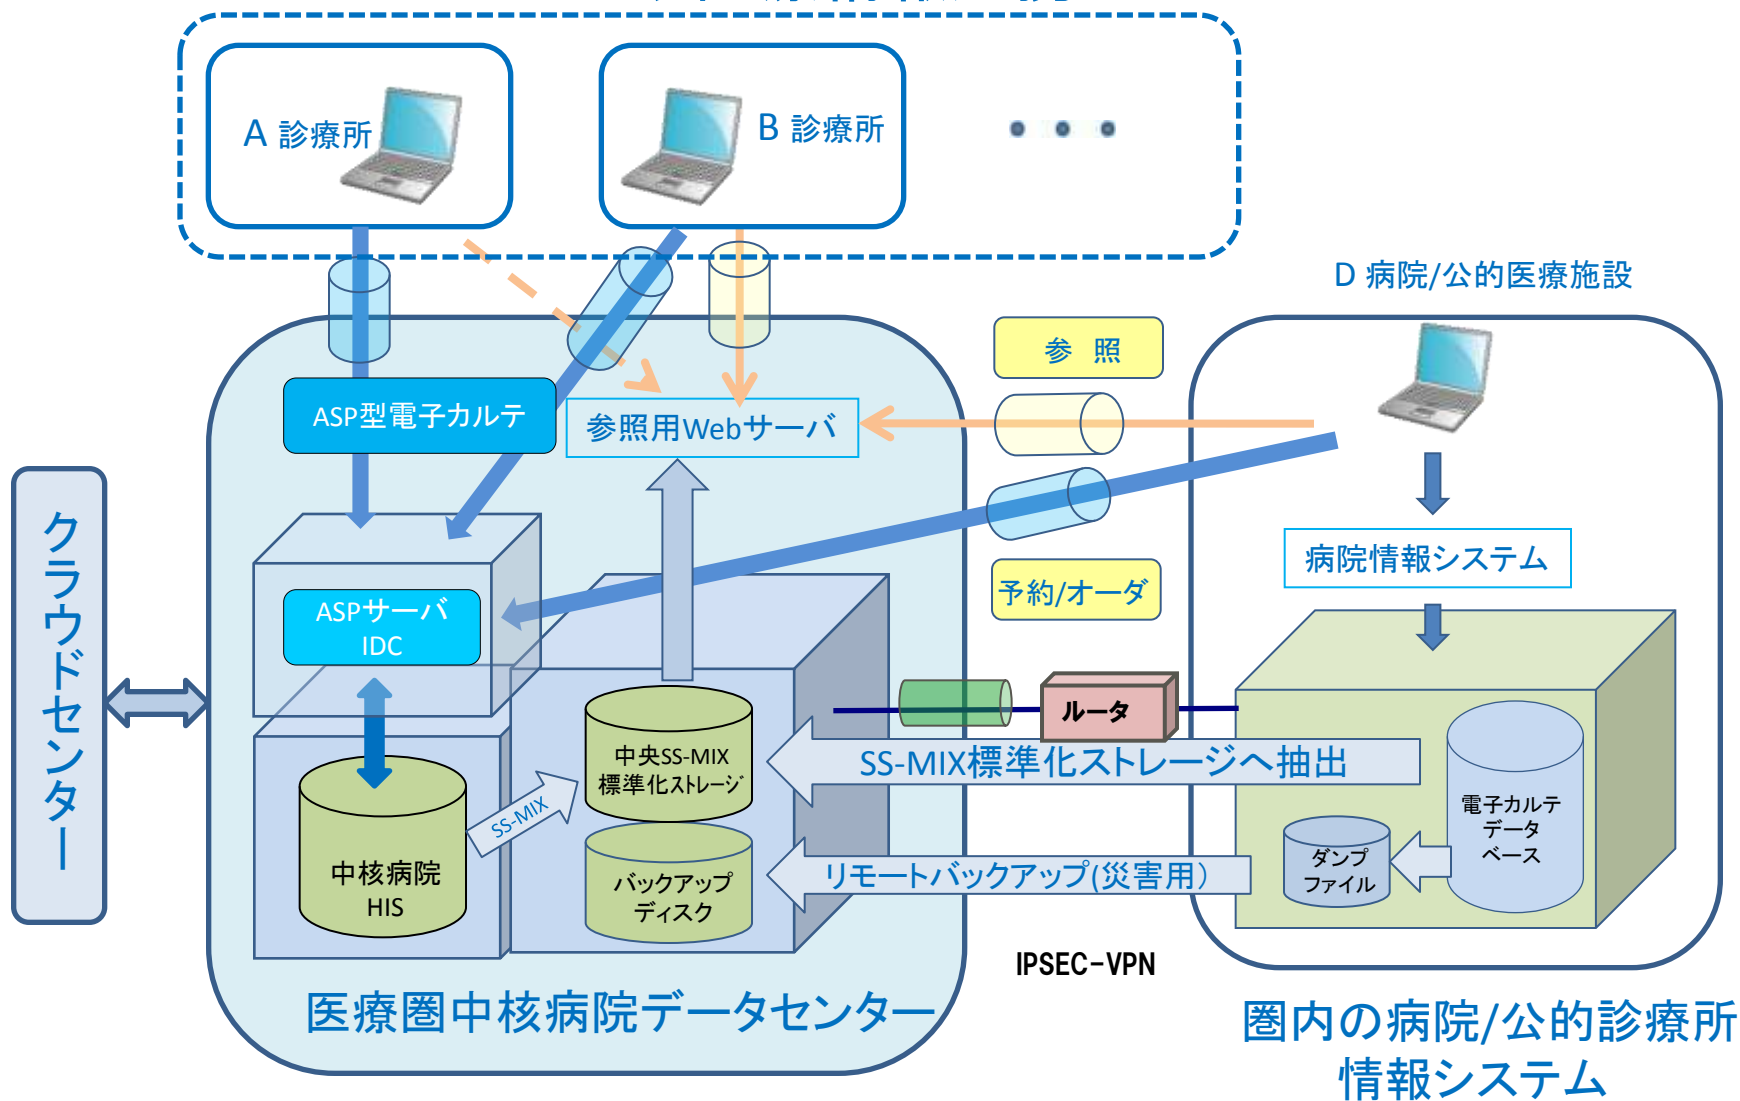 A 診療所
B 診療所
D 病院/公的医療施設
参 照
ASP型電子カルテ
参照用Webサーバ
クラウドセンター
病院情報システム
予約/オーダ
ASPサーバ
IDC
ルータ
中央SS-MIX
標準化ストレージ
SS-MIX標準化ストレージへ抽出
SS-MIX
電子カルテ
データ
ベース
中核病院
HIS
バックアップ
ディスク
リモートバックアップ(災害用）
ダンプ
ファイル
IPSEC-VPN
医療圏中核病院データセンター
圏内の病院/公的診療所
情報システム